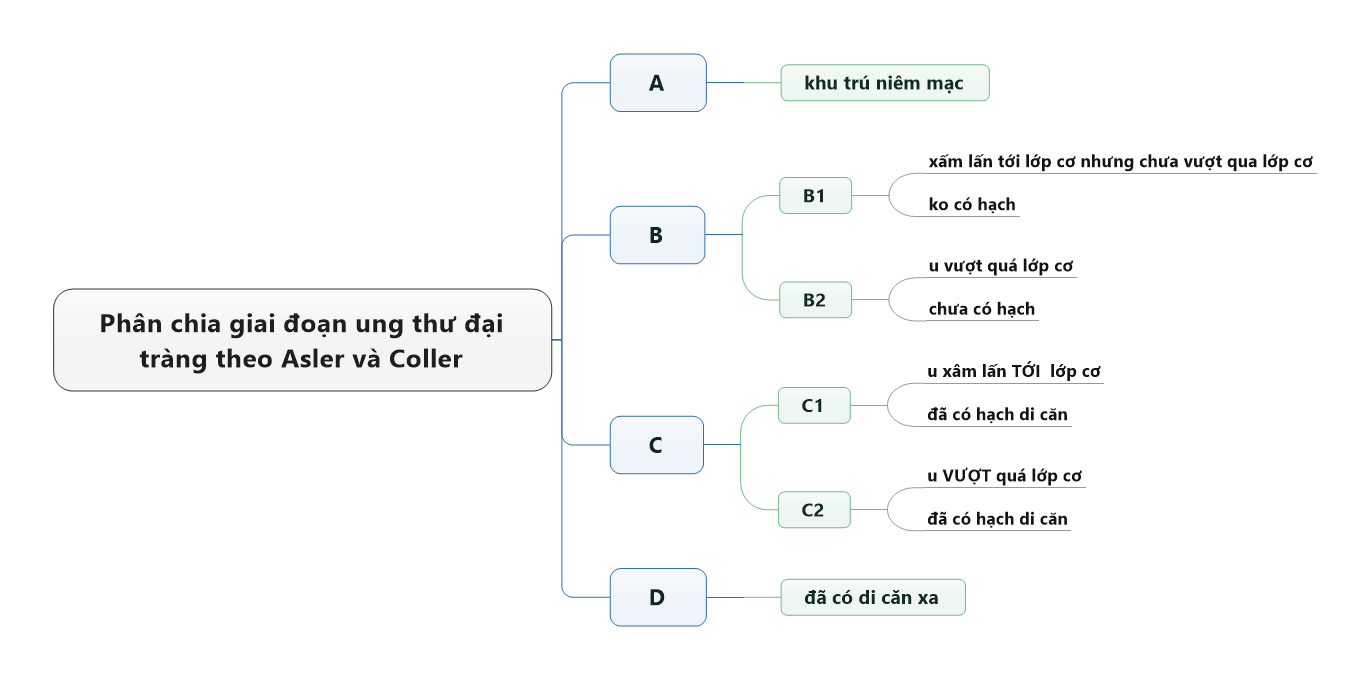 Phân chia giai đoạn ung thư đại
tràng theo Asler và Coller
A
khu trú niêm mạc
B
B1
xấm lấn tới lớp cơ nhưng chưa vượt qua lớp cơ
ko có hạch
B2
u vượt quá lớp cơ
chưa có hạch
C
C1
u xâm lấn TỚI  lớp cơ
đã có hạch di căn
C2
u VƯỢT quá lớp cơ
đã có hạch di căn
D
đã có di căn xa